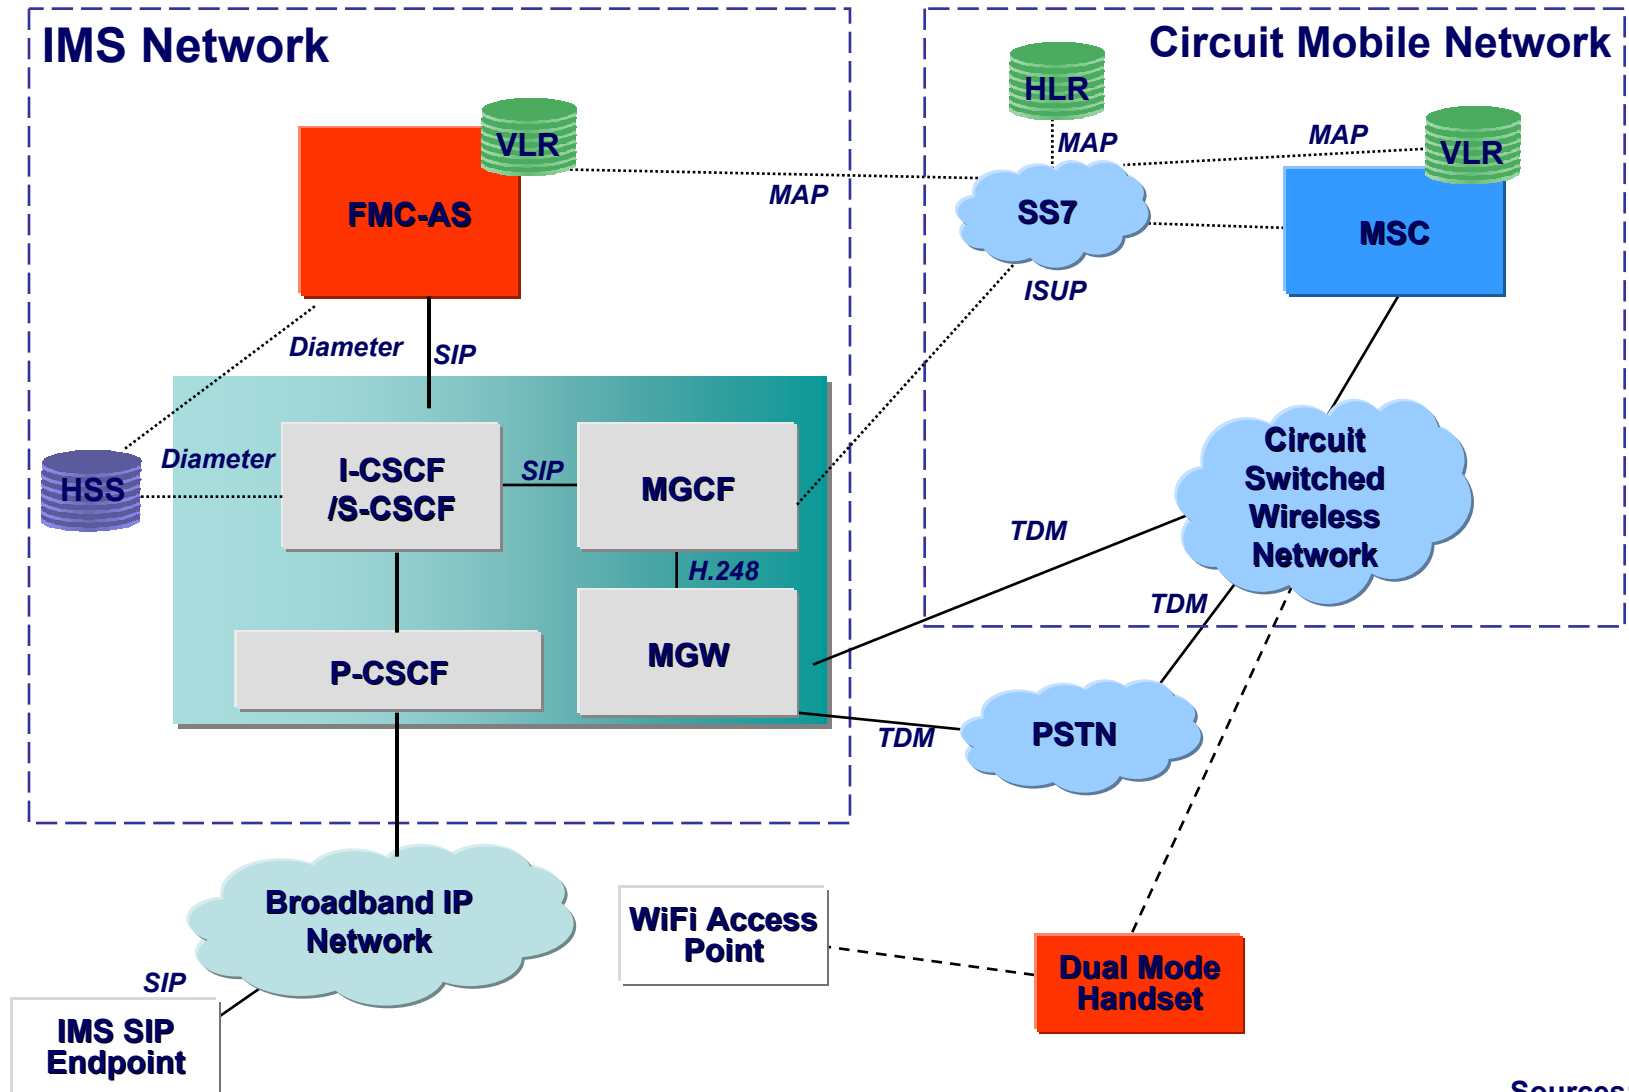 IMS Network
Circuit Mobile Network
HLR
VLR
MAP
MAP
VLR
MAP
FMC-AS
SS7
MSC
ISUP
Diameter
SIP
Diameter
HSS
I-CSCF
/S-CSCF
SIP
MGCF
Circuit
Switched
Wireless
Network
TDM
H.248
TDM
P-CSCF
MGW
TDM
PSTN
Broadband IP
Network
WiFi Access
Point
Dual Mode
Handset
SIP
IMS SIP
Endpoint